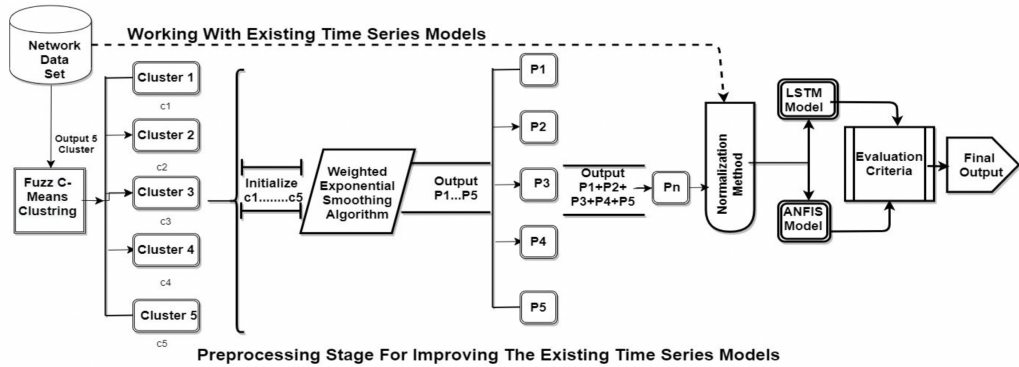 Network
Data
Set
Working With Existing Time Series Models
Output 5
Cluster
Fuzz C-
Means
Clustring
Cluster 1
c1
Cluster 2
c2
Cluster 3
c3
Cluster 4
c4
Cluster 5
c5
Initialize
c1........c5
Weighted
Exponential
Smoothing
Algorithm
Output
P1...P5
P1
P2
P3
P4
P5
Output
P1+P2+
P3+P4+P5
Pn
Normalization
Method
LSTM
Model
ANFIS
Model
Evaluation
Criteria
Final
Output
Preprocessing Stage For Improving The Existing Time Series Models